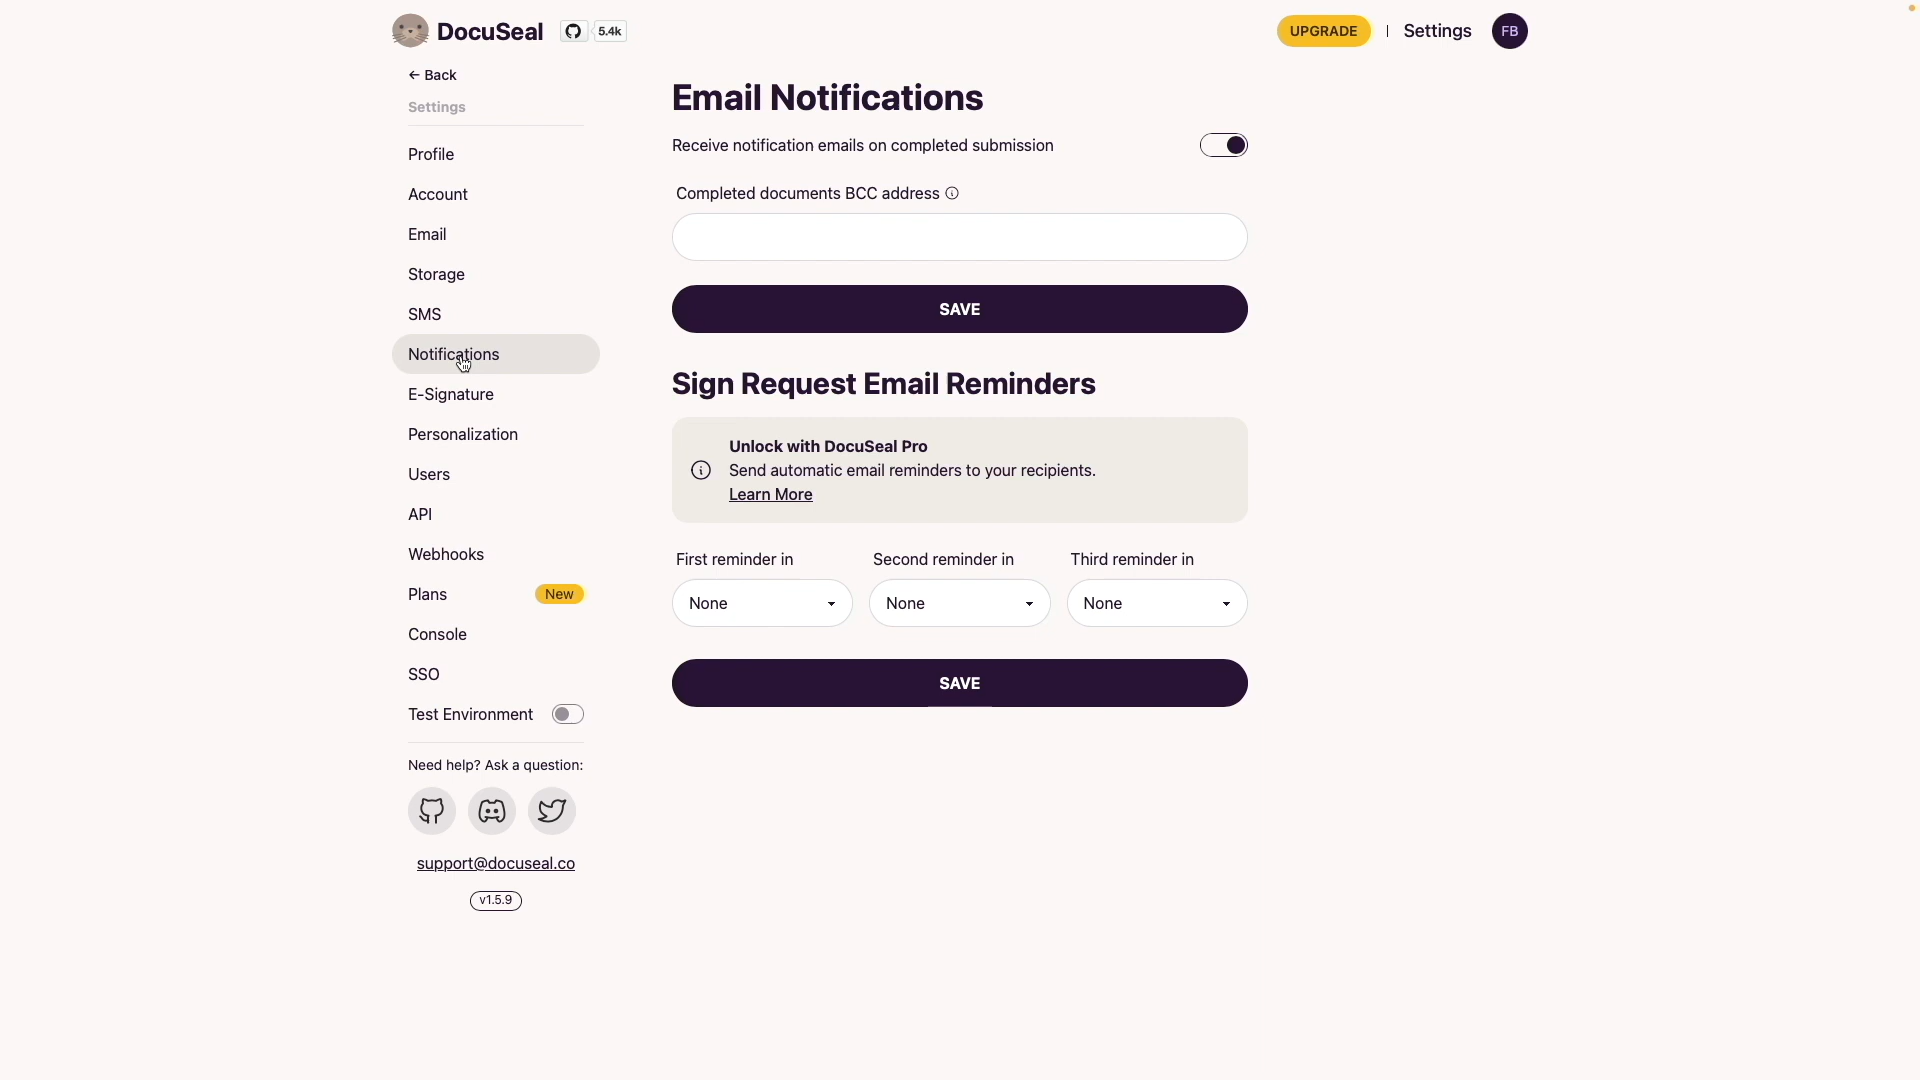 DocuSeal
5.4k
UPGRADE
Settings
FB
← Back
Settings
Profile
Account
Email
Storage
SMS
Notifications
E-Signature
Personalization
Users
API
Webhooks
Plans
New
Console
SSO
Test Environment
Need help? Ask a question:
support@docuseal.co
v1.5.9
Email Notifications
Receive notification emails on completed submission
Completed documents BCC address
SAVE
Sign Request Email Reminders
Unlock with DocuSeal Pro
Send automatic email reminders to your recipients.
Learn More
First reminder in
Second reminder in
Third reminder in
None
None
None
SAVE